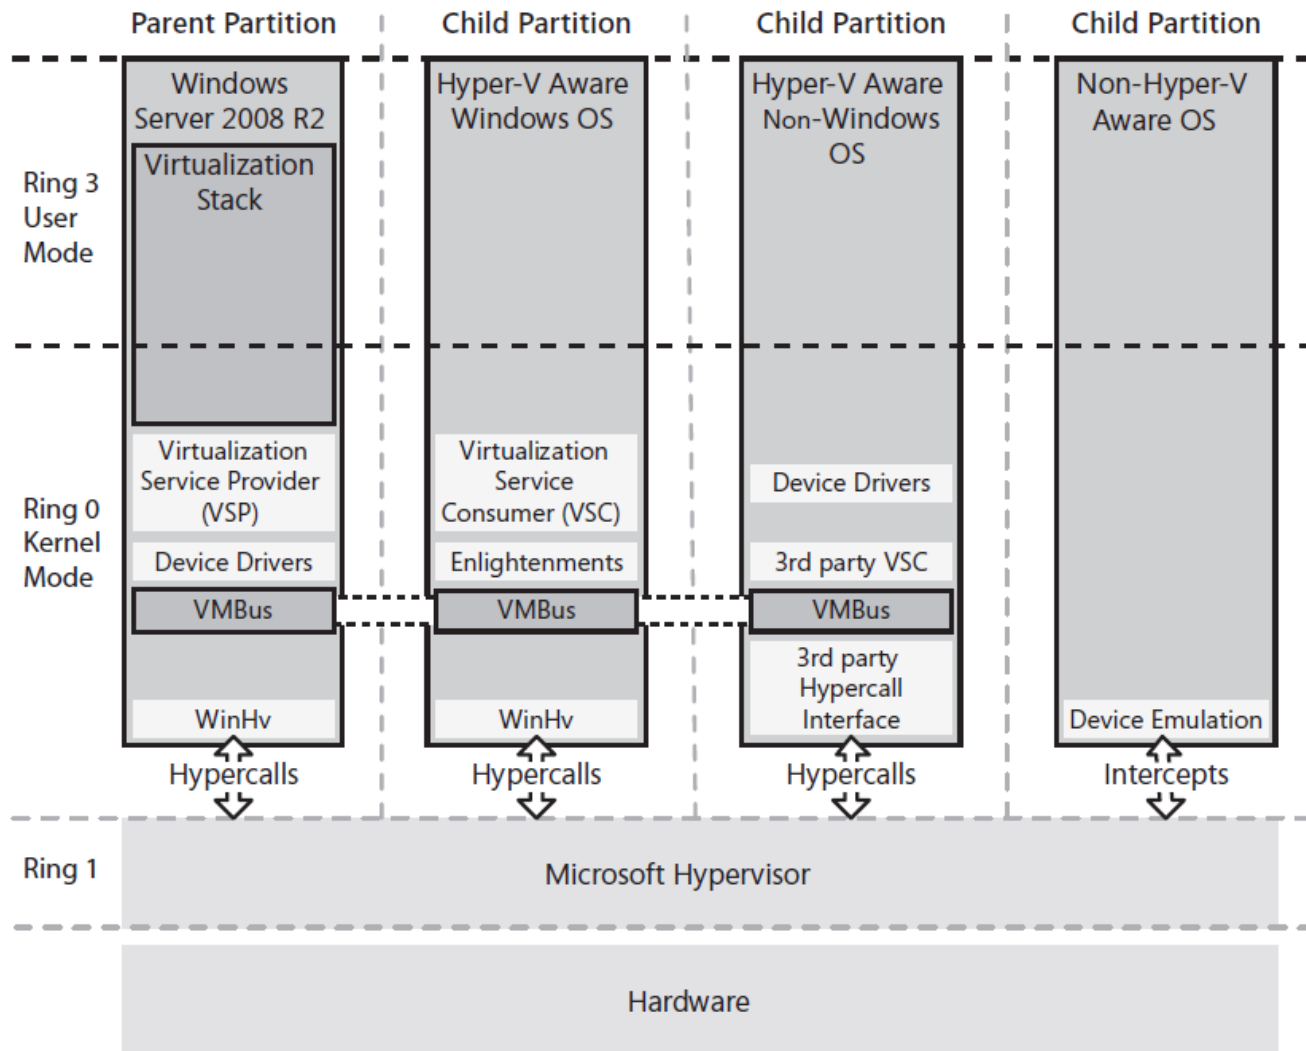 Parent Partition
Child Partition
Child Partition
Child Partition
Windows
Server 2008 R2
Virtualization
Stack
Hyper-V Aware
Windows OS
Hyper-V Aware
Non-Windows
OS
Non-Hyper-V
Aware OS
Ring 3
User
Mode
Ring 0
Kernel
Mode
Virtualization
Service Provider
(VSP)
Device Drivers
VMBus
WinHv
Hypercalls
Virtualization
Service
Consumer (VSC)
Enlightenments
VMBus
WinHv
Hypercalls
Device Drivers
3rd party VSC
VMBus
3rd party
Hypercall
Interface
Hypercalls
Device Emulation
Intercepts
Ring 1
Microsoft Hypervisor
Hardware